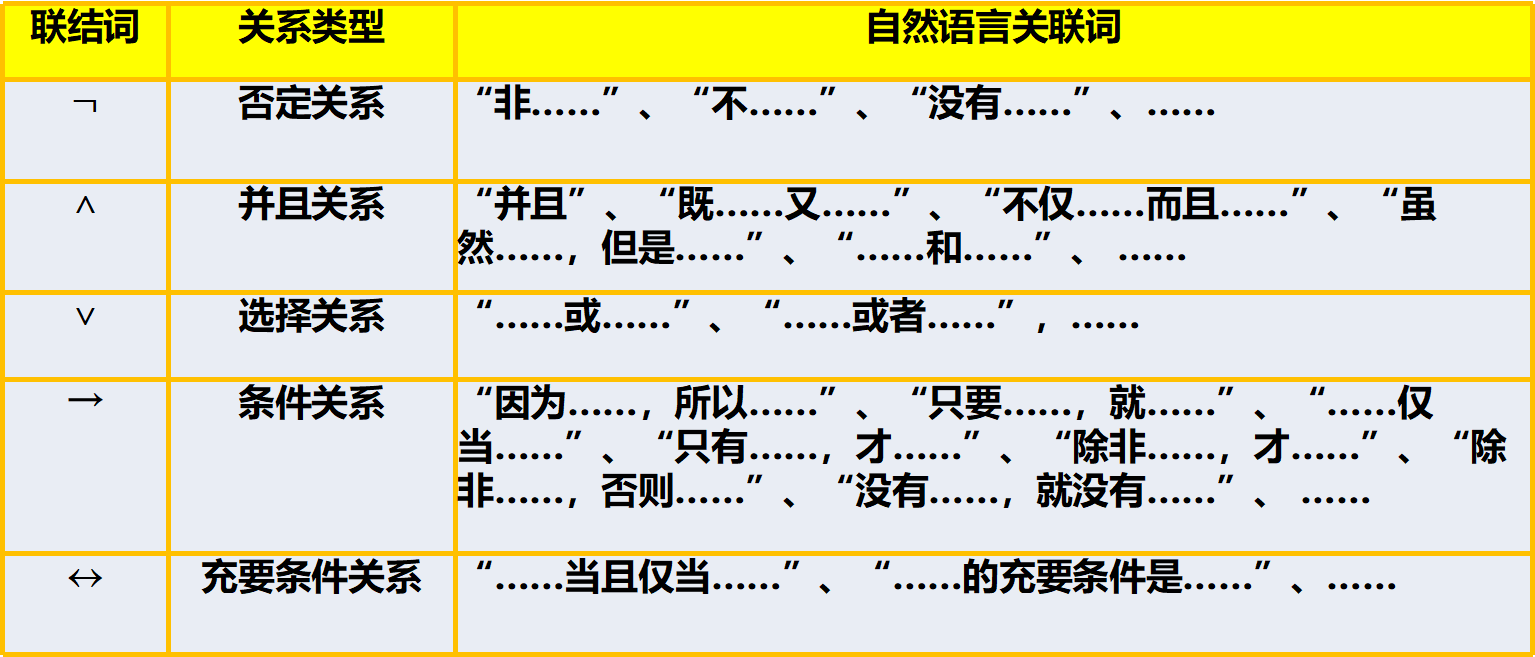 联结词 关系类型 自然语言关联词
¬ 否定关系 “非……”、“不……”、“没有……”、……
∧ 并且关系 “并且”、“既……又……”、“不仅……而且……”、“虽
然……，但是……”、“……和……”、……
∨ 选择关系 “……或……”、“……或者……”，……
→ 条件关系 “因为……，所以……”、“只要……，就……”、“……仅
当……”、“只有……，才……”、“除非……，才……”、“除
非……，否则……”、“没有……，就没有……”、……
↔ 充要条件关系 “……当且仅当……”、“……的充要条件是……”、……